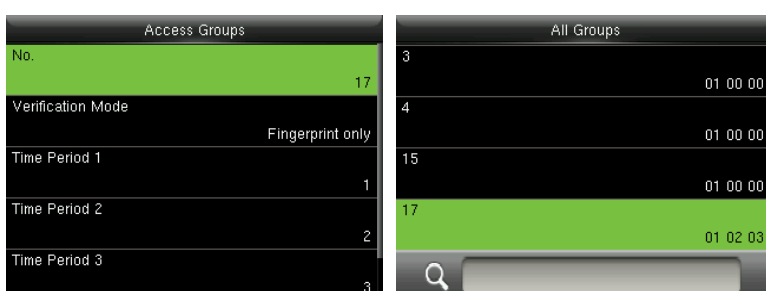 Access Groups
No.
17
Verification Mode
Fingerprint only
Time Period 1
1
Time Period 2
2
Time Period 3
3
All Groups
3
01 00 00
4
01 00 00
15
01 00 00
17
01 02 03